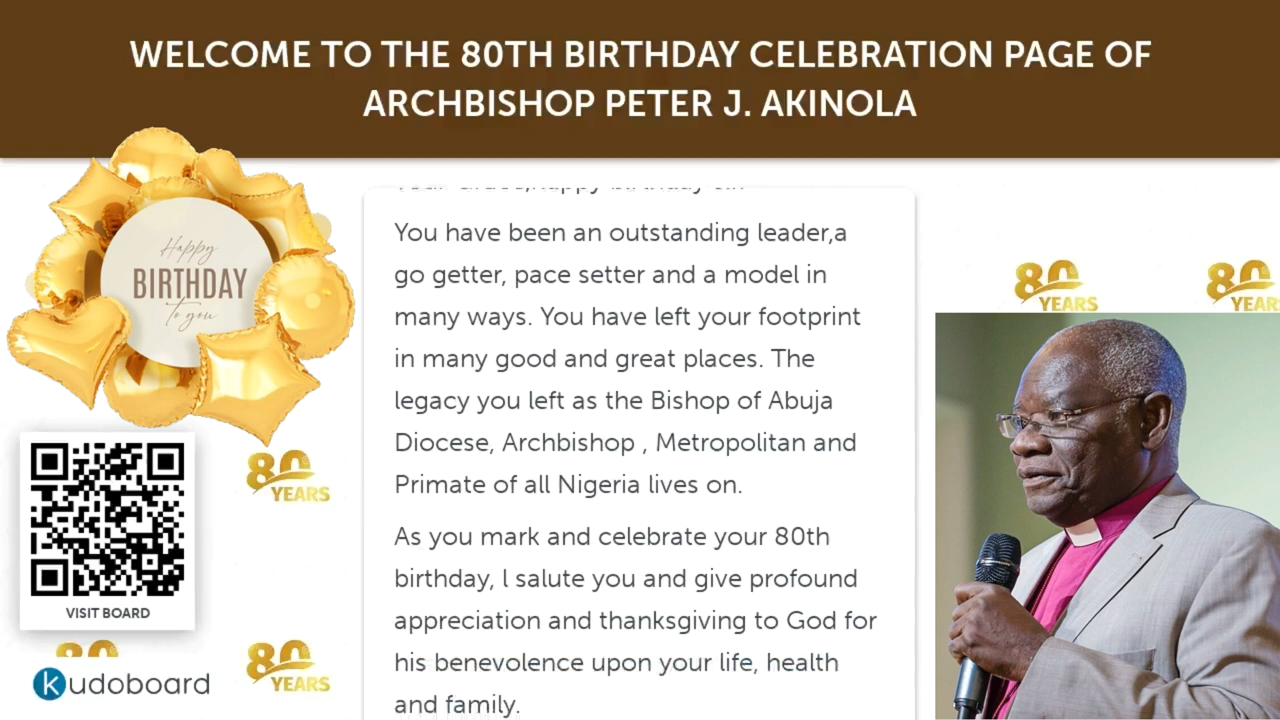 WELCOME TO THE 80TH BIRTHDAY CELEBRATION PAGE OF
ARCHBISHOP PETER J. AKINOLA
Happy
BIRTHDAY
to you
You have been an outstanding leader,a
go getter, pace setter and a model in
many ways. You have left your footprint
in many good and great places. The
legacy you left as the Bishop of Abuja
Diocese, Archbishop , Metropolitan and
Primate of all Nigeria lives on.
As you mark and celebrate your 80th
birthday, l salute you and give profound
appreciation and thanksgiving to God for
his benevolence upon your life, health
and family.
80
YEARS
80
YEAR
80
YEARS
VISIT BOARD
80
YEARS
kudoboard